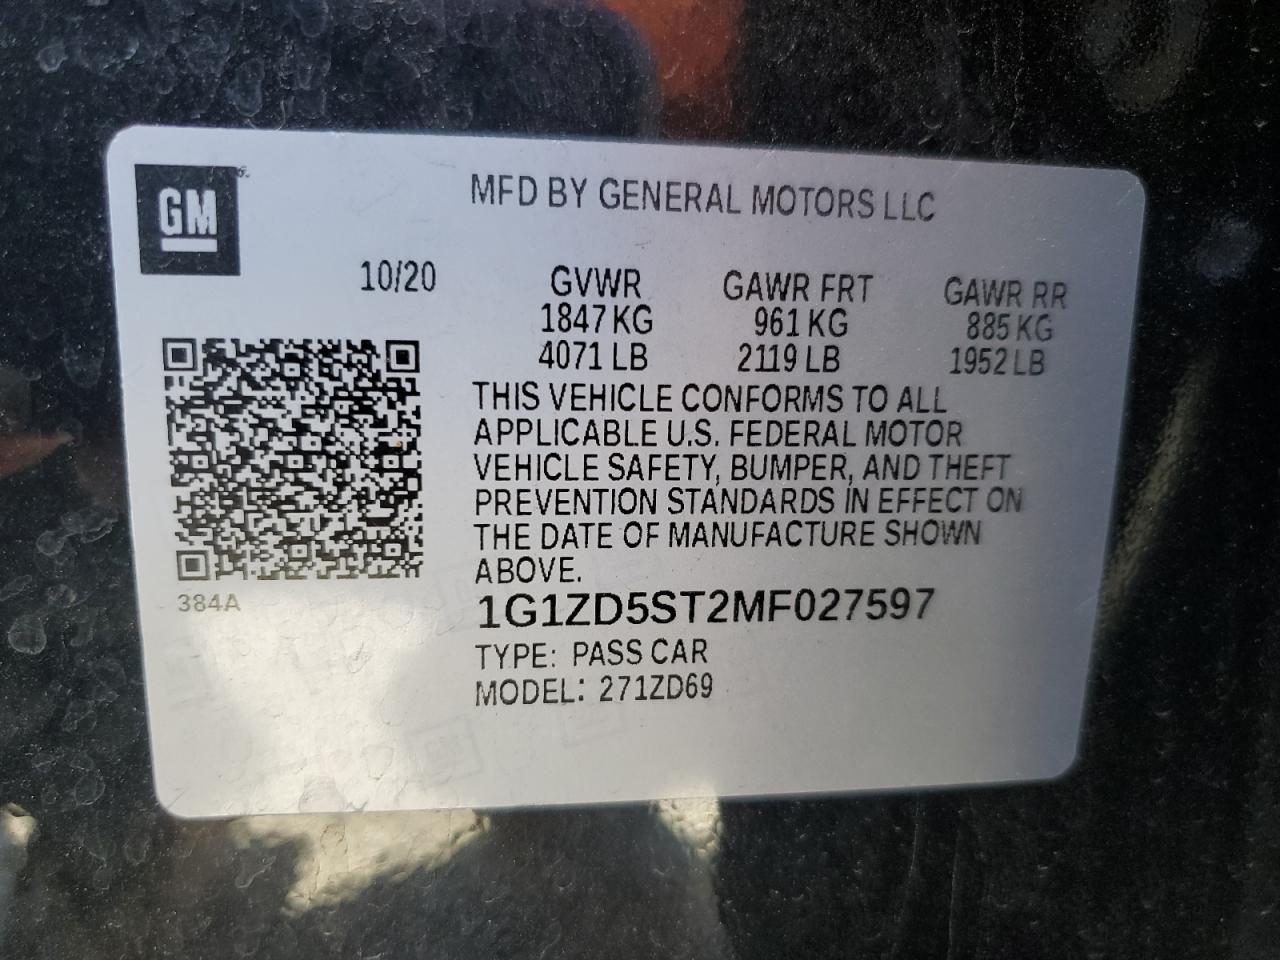 GM
MFD BY GENERAL MOTORS LLC
10/20
GVWR GAWR FRT GAWR RR
1847 KG 961 KG 885 KG
4071 LB 2119 LB 1952 LB
THIS VEHICLE CONFORMS TO ALL
APPLICABLE U.S. FEDERAL MOTOR
VEHICLE SAFETY, BUMPER, AND THEFT
PREVENTION STANDARDS IN EFFECT ON
THE DATE OF MANUFACTURE SHOWN
ABOVE.
384A
1G1ZD5ST2MF027597
TYPE: PASS CAR
MODEL: 271ZD69